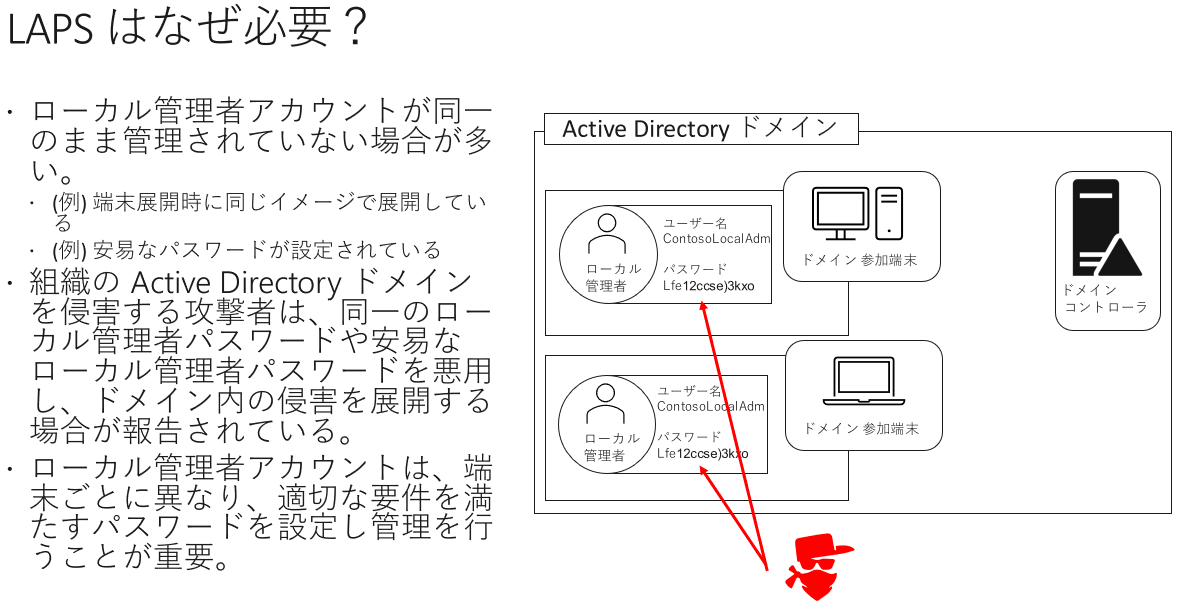 LAPS はなぜ必要？
・ ローカル管理者アカウントが同一
のまま管理されていない場合が多
い。
・ (例) 端末展開時に同じイメージで展開してい
る
・ (例) 安易なパスワードが設定されている
・ 組織の Active Directory ドメイン
を侵害する攻撃者は、同一のロー
カル管理者パスワードや安易な
ローカル管理者パスワードを悪用
し、ドメイン内の侵害を展開する
場合が報告されている。
・ ローカル管理者アカウントは、端
末ごとに異なり、適切な要件を満
たすパスワードを設定し管理を行
うことが重要。
Active Directory ドメイン
ローカル
管理者
ユーザー名
ContosoLocalAdm
パスワード
Lfe12ccse)3kxo
ドメイン 参加端末
ドメイン
コントローラ
ローカル
管理者
ユーザー名
ContosoLocalAdm
パスワード
Lfe12ccse)3kxo
ドメイン 参加端末